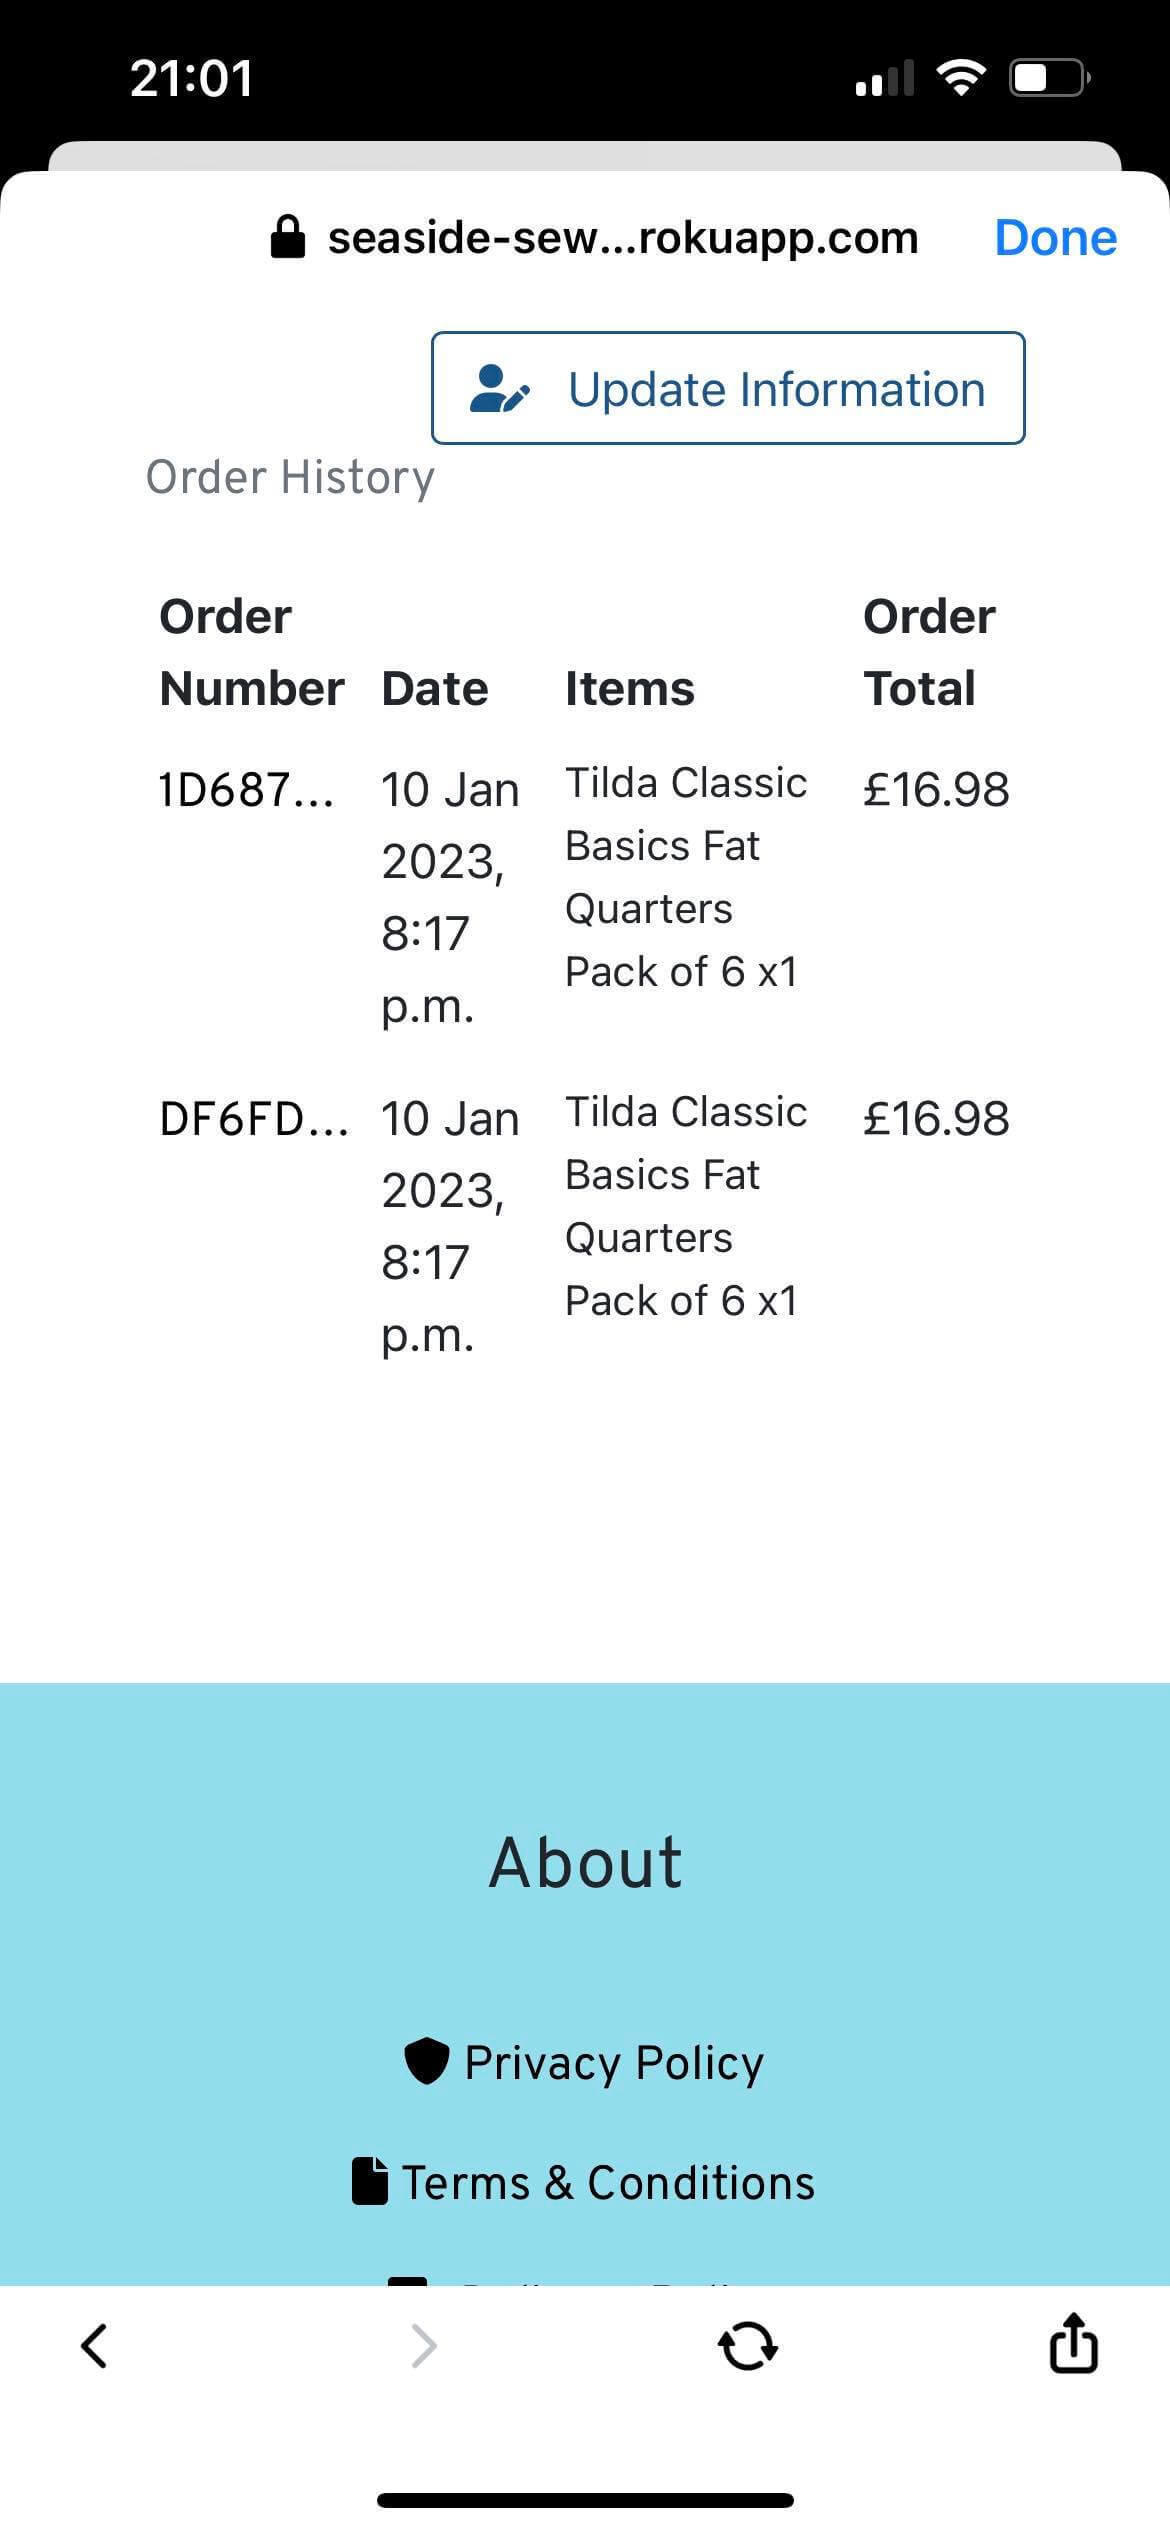 21:01
seaside-sew...rokuapp.com Done
Update Information
Order History
Order Number Date Items Order Total
1D687... 10 Jan 2023, 8:17 p.m. Tilda Classic Basics Fat Quarters Pack of 6 x1 £16.98
DF6FD... 10 Jan 2023, 8:17 p.m. Tilda Classic Basics Fat Quarters Pack of 6 x1 £16.98
About
Privacy Policy
Terms & Conditions